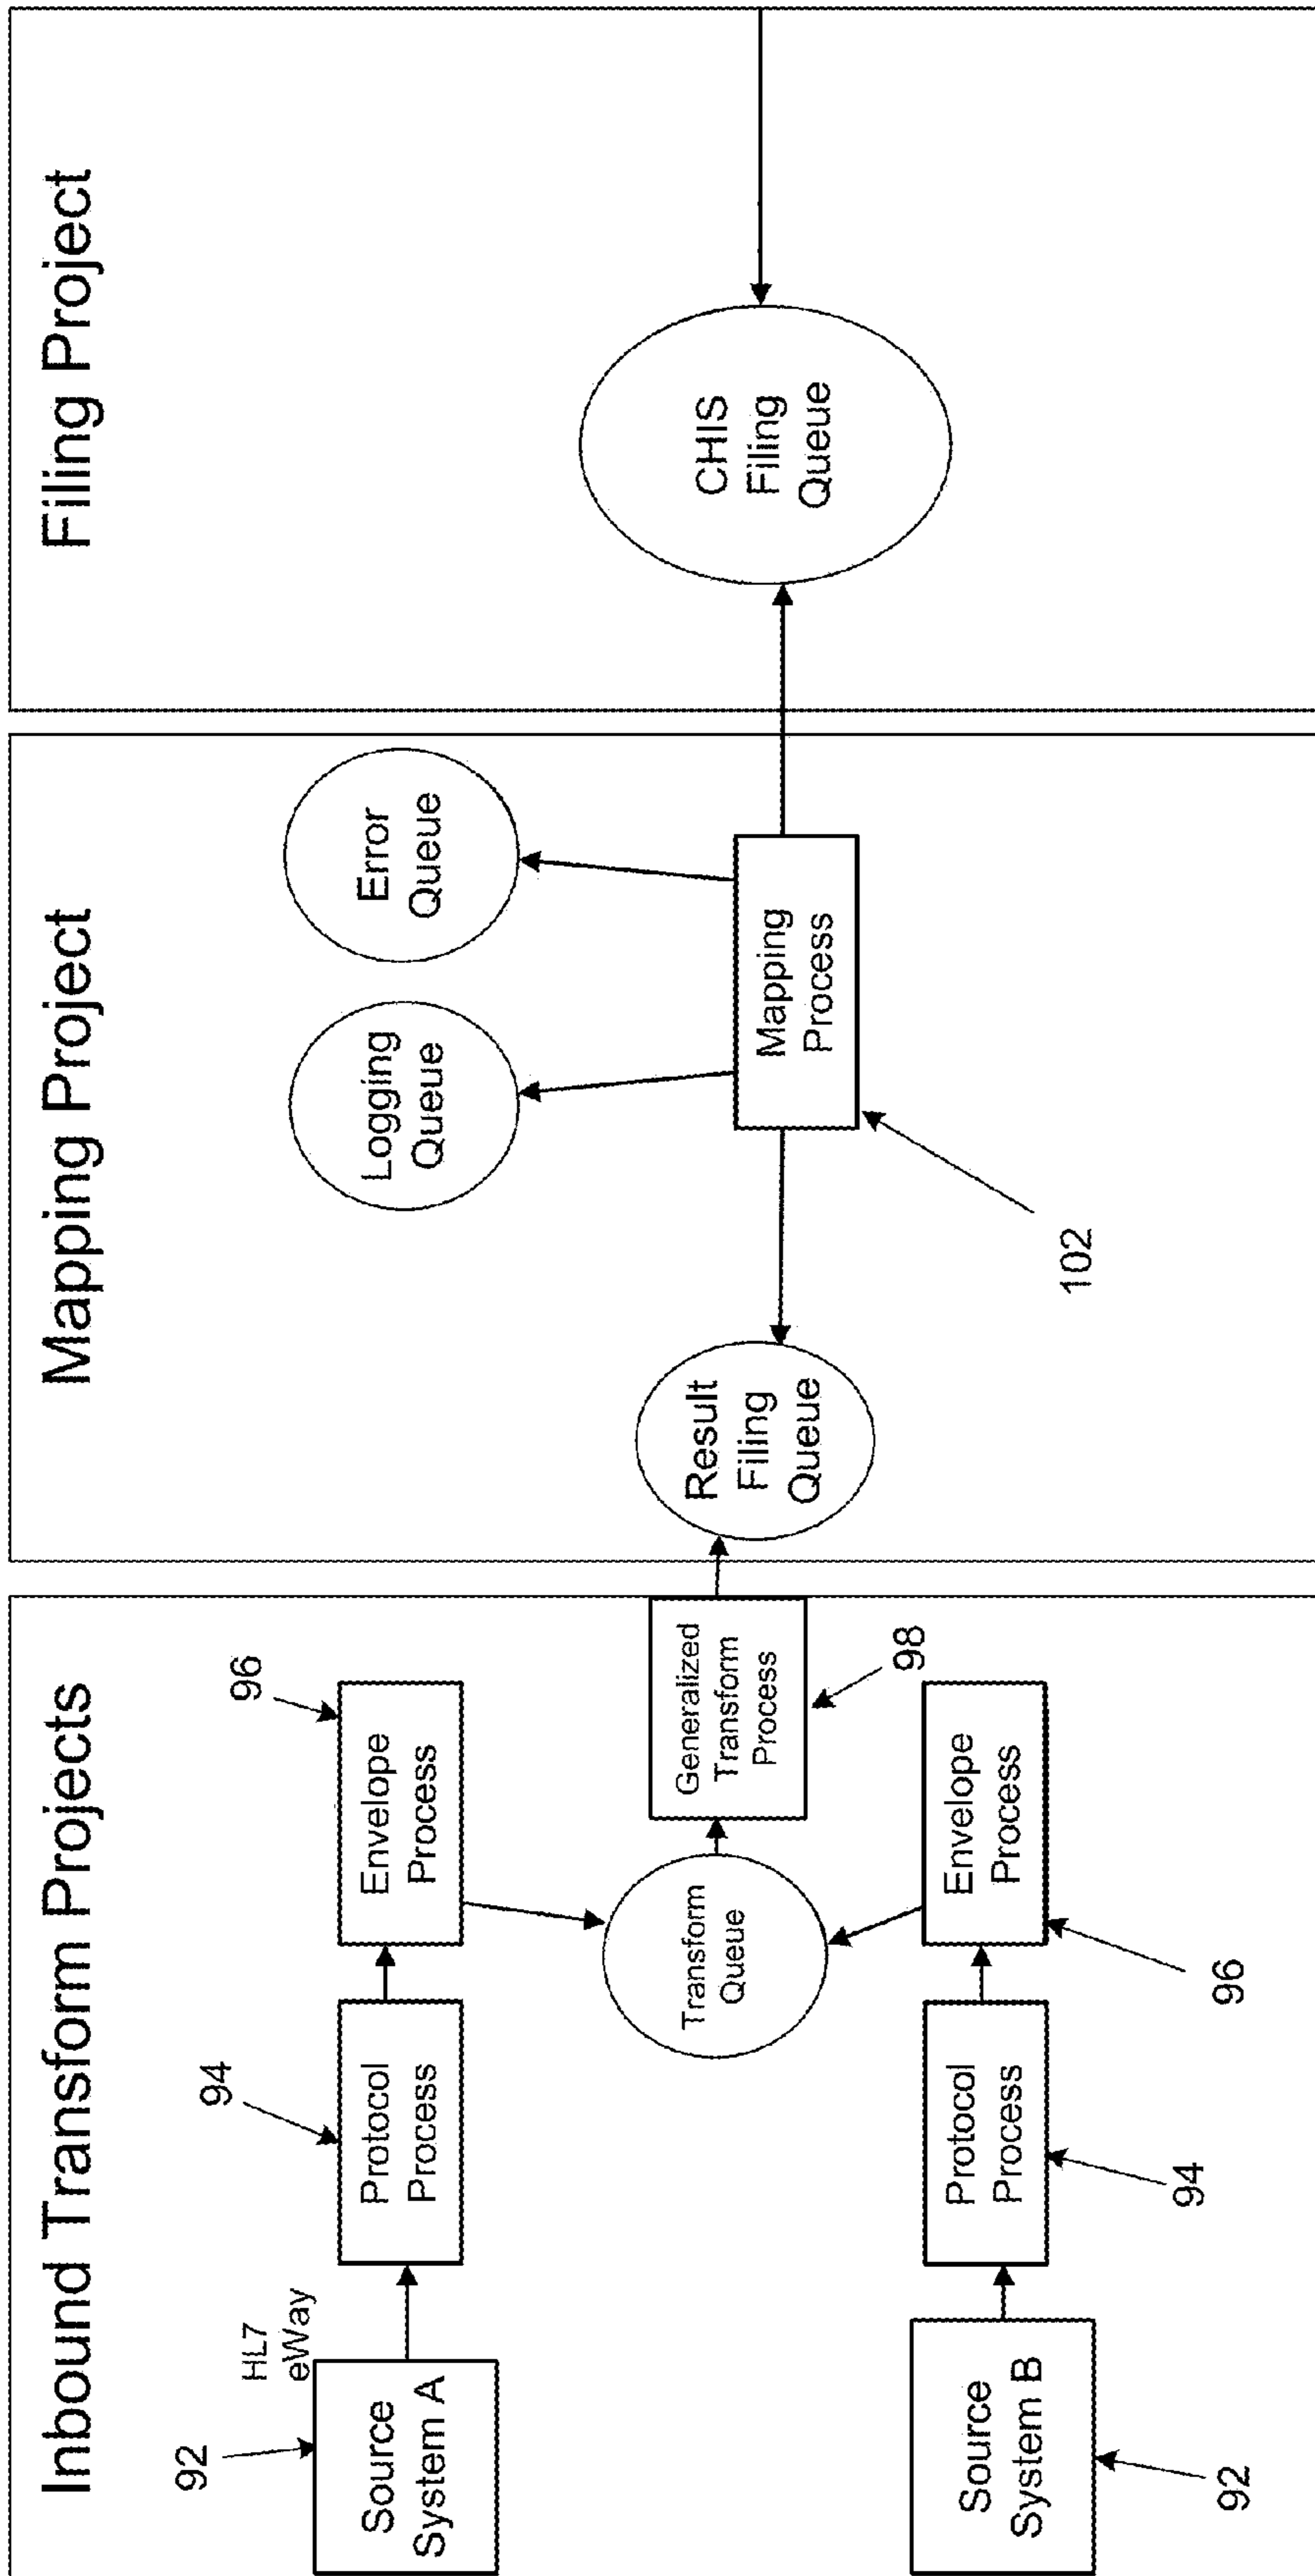 Inbound Transform Projects
92
HL7
eWay
Source
System A
94
Protocol
Process
96
Envelope
Process
Transform
Queue
Generalized
Transform
Process
98
Source
System B
92
Protocol
Process
94
Envelope
Process
96
Mapping Project
Logging
Queue
Error
Queue
Result
Filing
Queue
Mapping
Process
102
Filing Project
CHIS
Filing
Queue